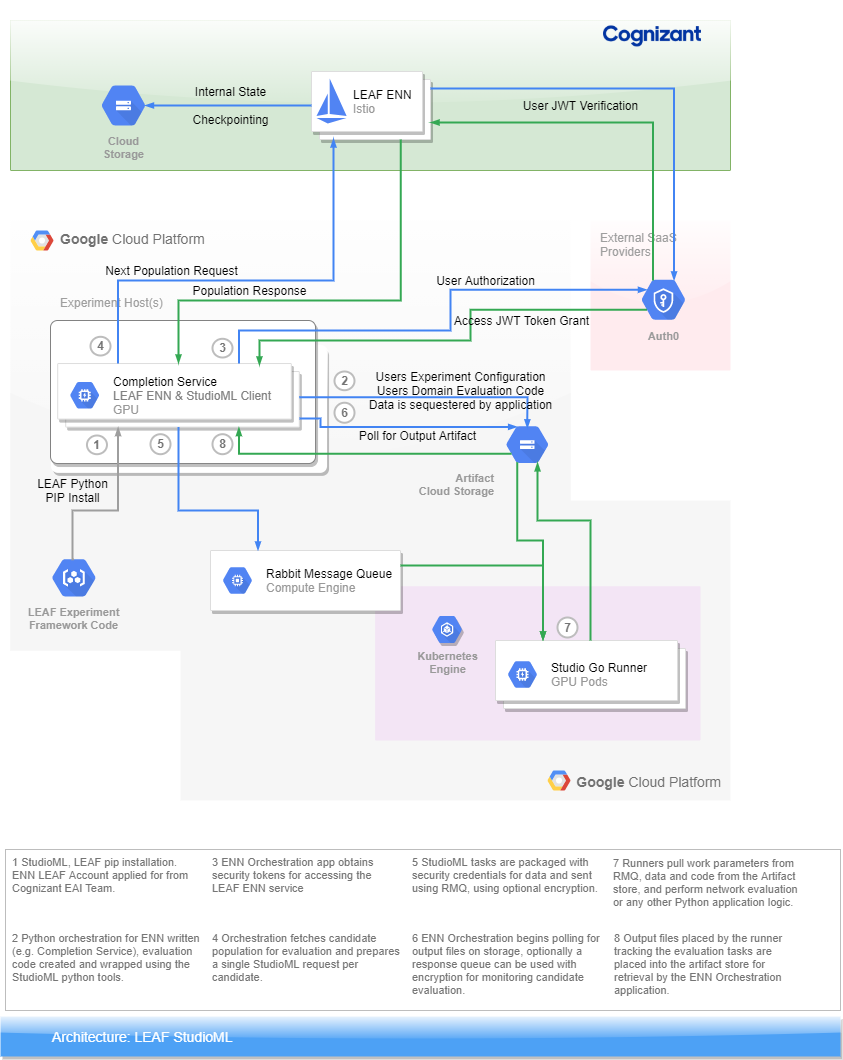 Cognizant
Internal State
Checkpointing
LEAF ENN
Istio
User JWT Verification
Cloud
Storage
Google Cloud Platform
External SaaS
Providers
Next Population Request
Population Response
User Authorization
Experiment Host(s)
Access JWT Token Grant
Auth0
4
3
Completion Service
LEAF ENN & StudioML Client
GPU
2
Users Experiment Configuration
Users Domain Evaluation Code
Data is sequestered by application
6
Poll for Output Artifact
1
5
8
LEAF Python
PIP Install
Artifact
Cloud Storage
Rabbit Message Queue
Compute Engine
LEAF Experiment
Framework Code
7
Kubernetes
Engine
Studio Go Runner
GPU Pods
Google Cloud Platform
1 StudioML, LEAF pip installation.
ENN LEAF Account applied for from
Cognizant EAI Team.
3 ENN Orchestration app obtains
security tokens for accessing the
LEAF ENN service
5 StudioML tasks are packaged with
security credentials for data and sent
using RMQ, using optional encryption.
7 Runners pull work parameters from
RMQ, data and code from the Artifact
store, and perform network evaluation
or any other Python application logic.
2 Python orchestration for ENN written
(e.g. Completion Service), evaluation
code created and wrapped using the
StudioML python tools.
4 Orchestration fetches candidate
population for evaluation and prepares
a single StudioML request per
candidate.
6 ENN Orchestration begins polling for
output files on storage, optionally a
response queue can be used with
encryption for monitoring candidate
evaluation.
8 Output files placed by the runner
tracking the evaluation tasks are
placed into the artifact store for
retrieval by the ENN Orchestration
application.
Architecture: LEAF StudioML